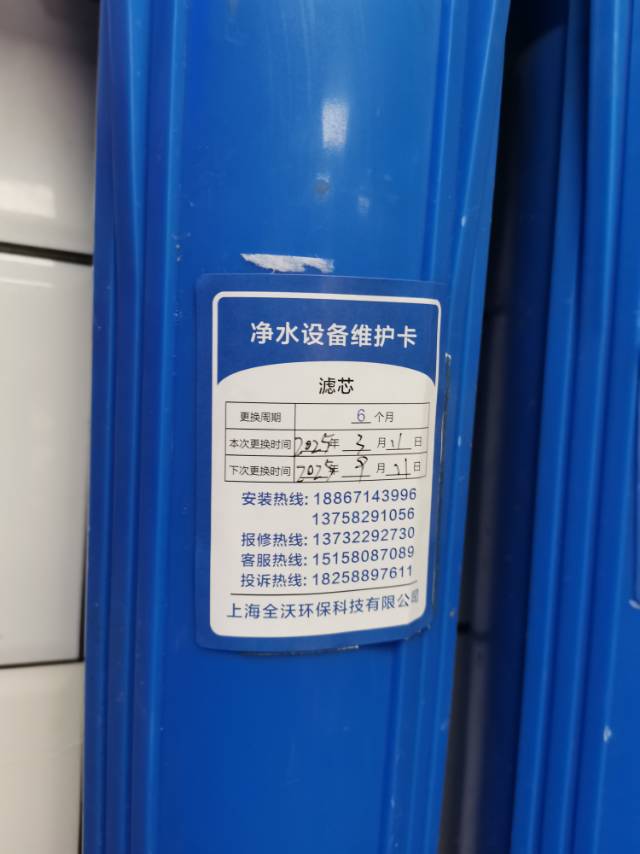 净水设备维护卡
滤芯
更换周期 6 个月
本次更换时间 2025年 3 月 21 日
下次更换时间 2025年 9 月 21 日
安装热线: 18867143996
13758291056
报修热线: 13732292730
客服热线: 15158087089
投诉热线: 18258897611
上海全沃环保科技有限公司